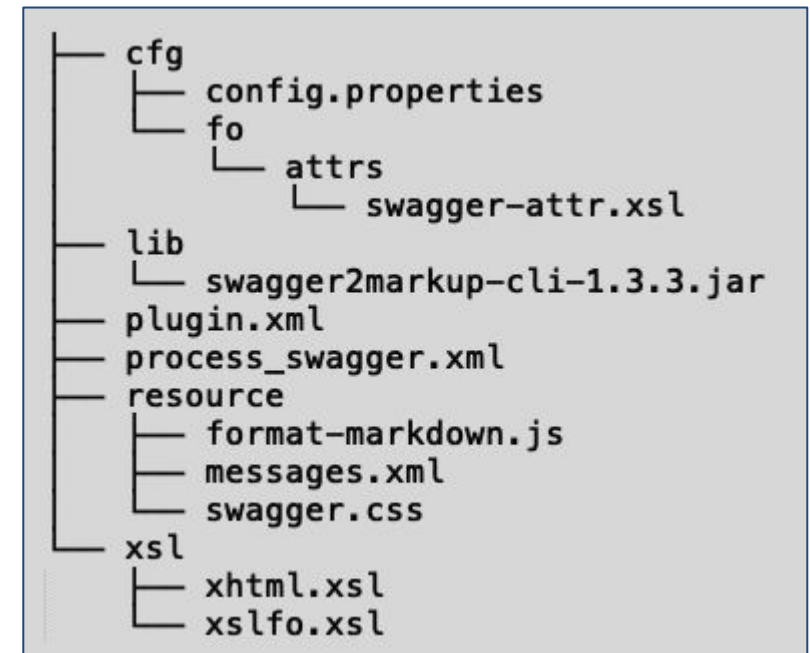 ├── cfg
│   ├── config.properties
│   └── fo
│       └── attrs
│           └── swagger-attr.xsl
├── lib
│   └── swagger2markup-cli-1.3.3.jar
├── plugin.xml
├── process_swagger.xml
├── resource
│   ├── format-markdown.js
│   ├── messages.xml
│   └── swagger.css
└── xsl
    ├── xhtml.xsl
    └── xslfo.xsl